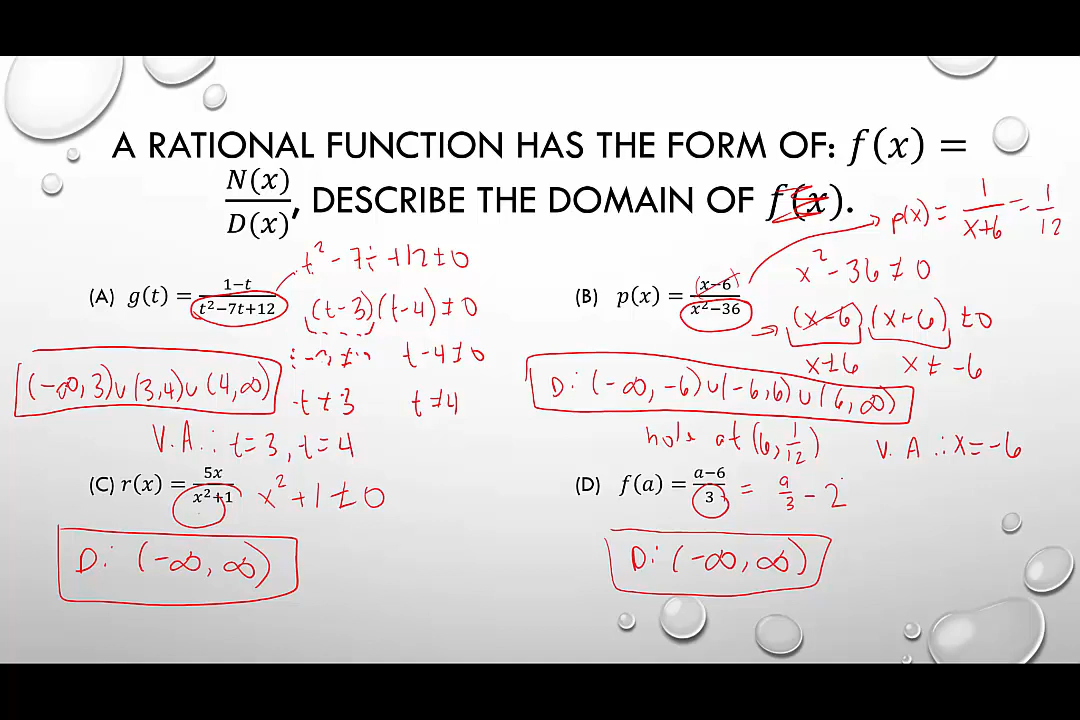 A RATIONAL FUNCTION HAS THE FORM OF: f(x) =
N(x)/D(x), DESCRIBE THE DOMAIN OF f(x).
p(x) = 1/(x+6) = 1/12
(A) g(t) = (1−t)/(t²−7t+12)
t² - 7t + 12 ≠ 0
(t-3)(t-4) ≠ 0
t-4 ≠ 0
t ≠ 3 t ≠ 4
(-∞, 3) ∪ (3, 4) ∪ (4, ∞)
V.A: t=3, t=4
(B) p(x) = (x−6)/(x²−36)
x² - 36 ≠ 0
(x-6)(x+6) ≠ 0
x ≠ 6 x ≠ -6
D: (-∞, -6) ∪ (-6, 6) ∪ (6, ∞)
hole at (6, 1/12) V.A: x=-6
(C) r(x) = 5x/(x²+1) x² + 1 ≠ 0
D: (-∞, ∞)
(D) f(a) = (a−6)/3 = a/3 - 2
D: (-∞, ∞)